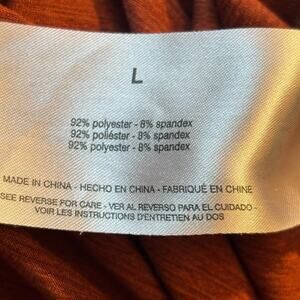 L
92% polyester - 8% spandex
92% poliéster - 8% spandex
92% polyester - 8% spandex
MADE IN CHINA - HECHO EN CHINA - FABRIQUÉ EN CHINE
SEE REVERSE FOR CARE - VER AL REVERSO PARA EL CUIDADO -
VOIR LES INSTRUCTIONS D'ENTRETIEN AU DOS